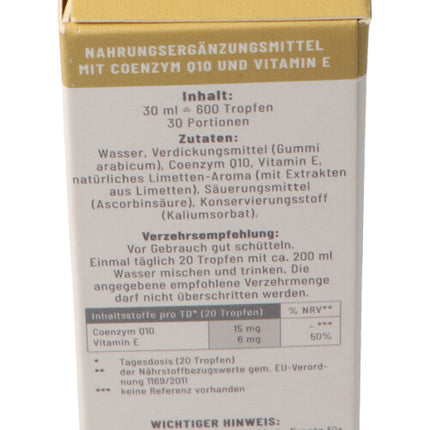 NAHRUNGSERGÄNZUNGSMITTEL
MIT COENZYM Q10 UND VITAMIN E
Inhalt:
30 ml ≙ 600 Tropfen
30 Portionen
Zutaten:
Wasser, Verdickungsmittel (Gummi
arabicum), Coenzym Q10, Vitamin E,
natürliches Limetten-Aroma (mit Extrakten
aus Limetten), Säuerungsmittel
(Ascorbinsäure), Konservierungsstoff
(Kaliumsorbat).
Verzehrsempfehlung:
Vor Gebrauch gut schütteln.
Einmal täglich 20 Tropfen mit ca. 200 ml
Wasser mischen und trinken. Die
angegebene empfohlene Verzehrmenge
darf nicht überschritten werden.
Inhaltsstoffe pro TD* (20 Tropfen) % NRV**
Coenzym Q10 15 mg - ***
Vitamin E 6 mg 50%
* Tagesdosis (20 Tropfen)
** der Nährstoffbezugswerte gem. EU-Verord-
nung 1169/2011
*** keine Referenz vorhanden
WICHTIGER HINWEIS: